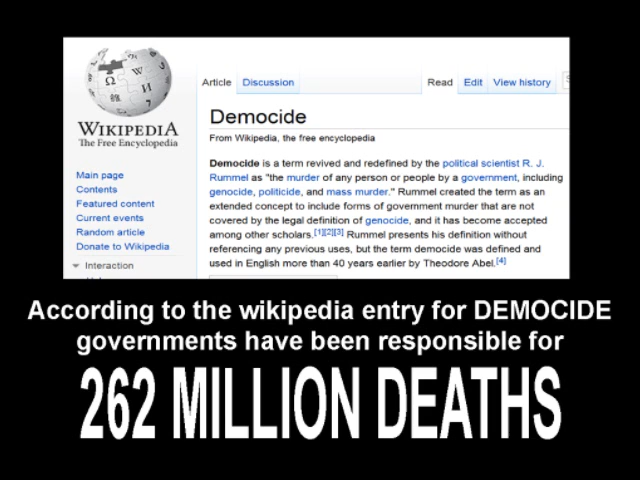 Article Discussion Read Edit View history
Democide
From Wikipedia, the free encyclopedia
WIKIPEDIA
The Free Encyclopedia
Main page
Contents
Featured content
Current events
Random article
Donate to Wikipedia
Interaction
Democide is a term revived and redefined by the political scientist R. J.
Rummel as "the murder of any person or people by a government, including
genocide, politicide, and mass murder." Rummel created the term as an
extended concept to include forms of government murder that are not
covered by the legal definition of genocide, and it has become accepted
among other scholars.[1][2][3] Rummel presents his definition without
referencing any previous uses, but the term democide was defined and
used in English more than 40 years earlier by Theodore Abel.[4]
According to the wikipedia entry for DEMOCIDE
governments have been responsible for
262 MILLION DEATHS